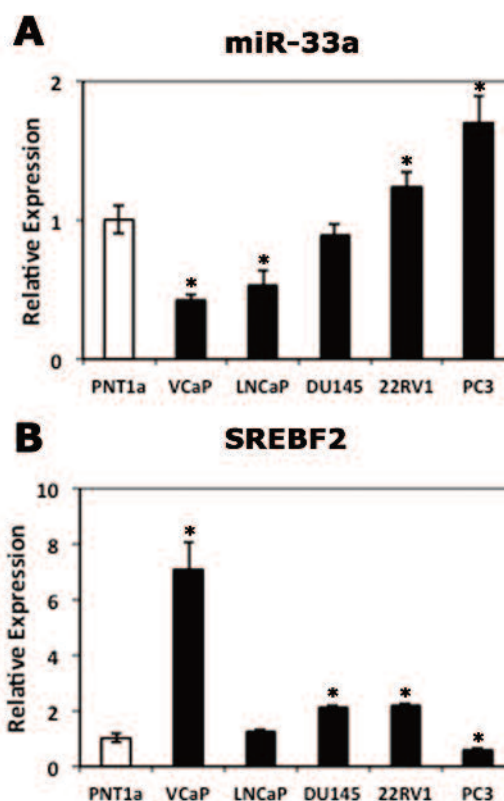 A
miR-33a
Relative Expression
2
1
0
*
*
*
*
PNT1a VCaP LNCaP DU145 22RV1 PC3
B
SREBF2
Relative Expression
10
8
6
4
2
0
*
*
*
*
PNT1a VCaP LNCaP DU145 22RV1 PC3